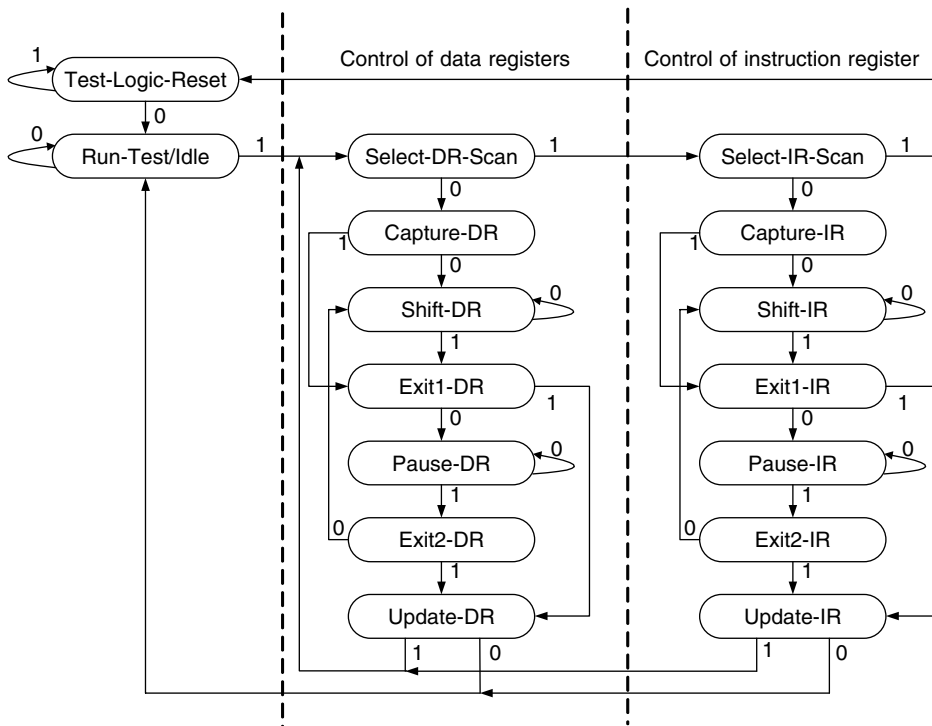 Control of data registers Control of instruction register
1
Test-Logic-Reset
0
0 Run-Test/Idle 1 Select-DR-Scan 1 Select-IR-Scan 1
0 0
1 Capture-DR 1 Capture-IR
0 0
Shift-DR 0 Shift-IR 0
1 1
Exit1-DR 1 Exit1-IR 1
0 0
Pause-DR 0 Pause-IR 0
1 1
0 Exit2-DR 0 Exit2-IR
1 1
Update-DR Update-IR
1 0 1 0